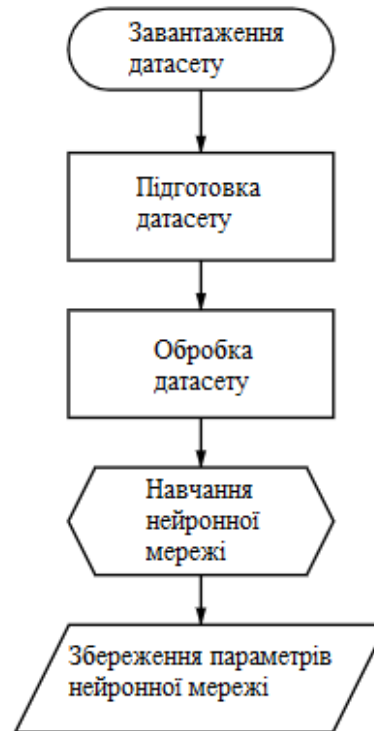 Завантаження
датасету
Підготовка
датасету
Обробка
датасету
Навчання
нейронної
мережі
Збереження параметрів
нейронної мережі